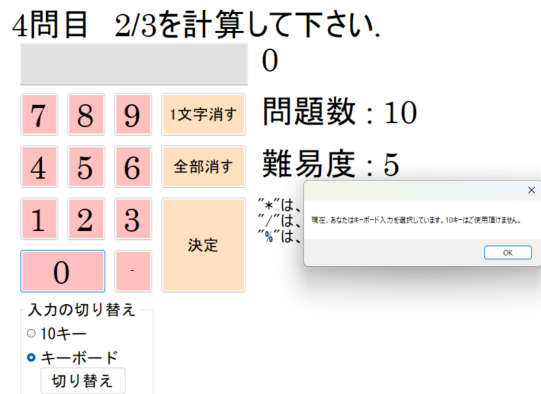 4問目 2/3を計算して下さい.
0
7 8 9 1文字消す
問題数 : 10
4 5 6 全部消す
難易度 : 5
1 2 3 決定
"*"は、
"/"は、
"%"は、
現在、あなたはキーボード入力を選択しています。10キーはご使用頂けません。
OK
0 -
入力の切り替え
10キー
キーボード
切り替え